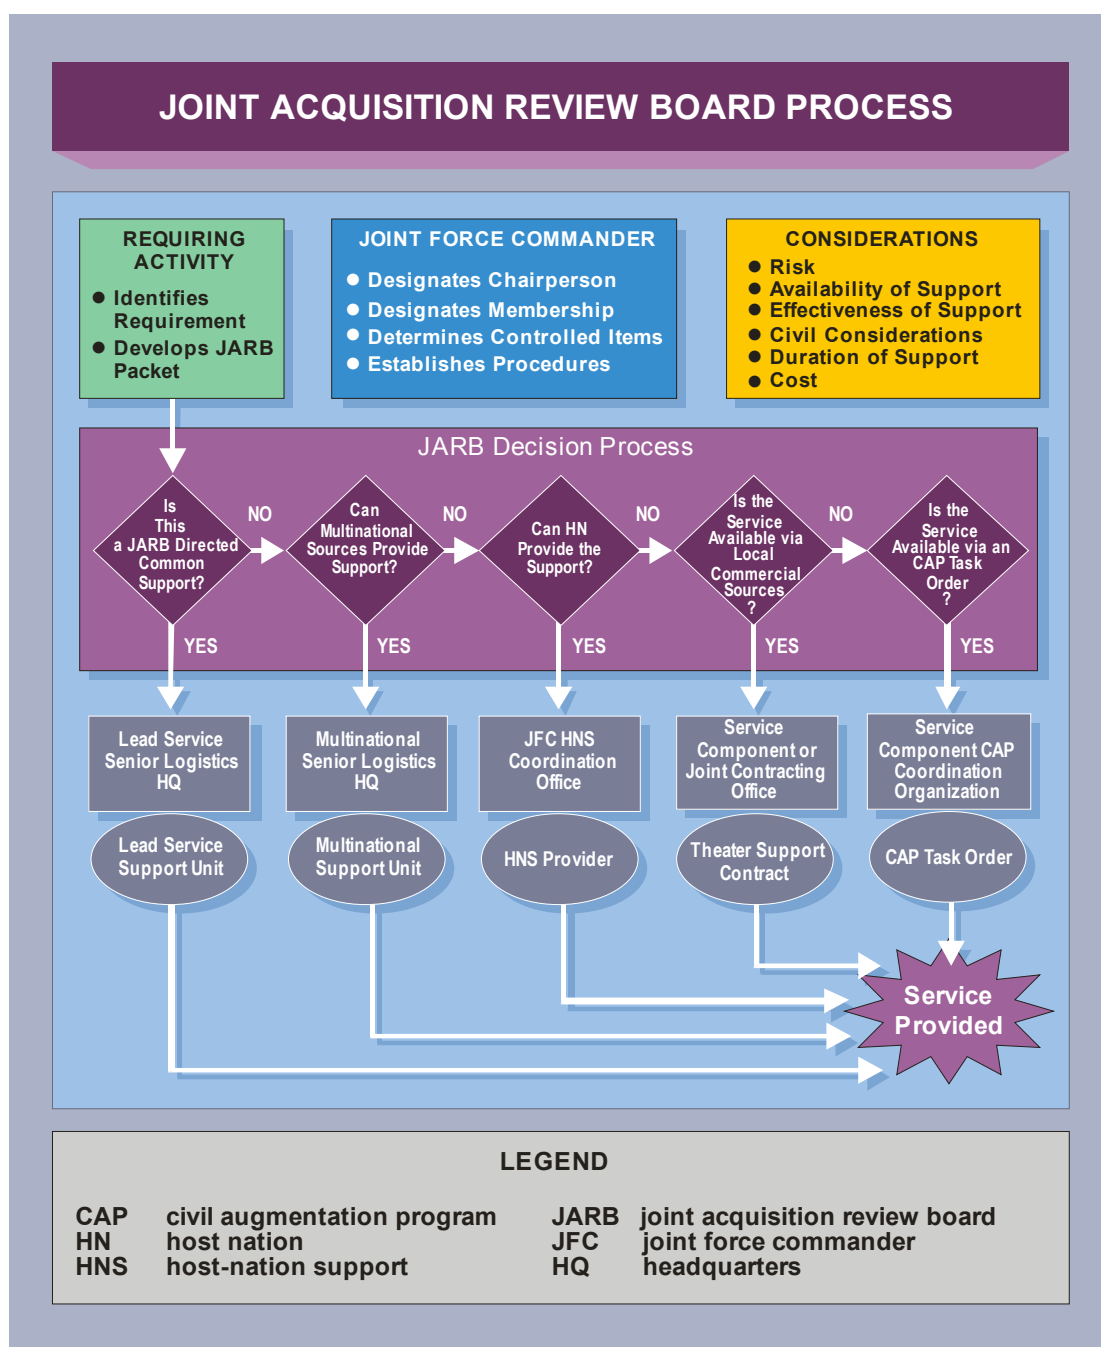 JOINT ACQUISITION REVIEW BOARD PROCESS
REQUIRING
ACTIVITY
● Identifies
Requirement
● Develops JARB
Packet
JOINT FORCE COMMANDER
● Designates Chairperson
● Designates Membership
● Determines Controlled Items
● Establishes Procedures
CONSIDERATIONS
● Risk
● Availability of Support
● Effectiveness of Support
● Civil Considerations
● Duration of Support
● Cost
JARB Decision Process
Is
This
a JARB Directed
Common
Support?
NO
YES
Can
Multinational
Sources Provide
Support?
NO
YES
Can HN
Provide the
Support?
NO
YES
Is the
Service
Available via
Local
Commercial
Sources
?
NO
YES
Is the
Service
Available via an
CAP Task
Order
?
YES
Lead Service
Senior Logistics
HQ
Multinational
Senior Logistics
HQ
JFC HNS
Coordination
Office
Service
Component or
Joint Contracting
Office
Service
Component CAP
Coordination
Organization
Lead Service
Support Unit
Multinational
Support Unit
HNS Provider
Theater Support
Contract
CAP Task Order
Service
Provided
LEGEND
CAP civil augmentation program
HN host nation
HNS host-nation support
JARB joint acquisition review board
JFC joint force commander
HQ headquarters